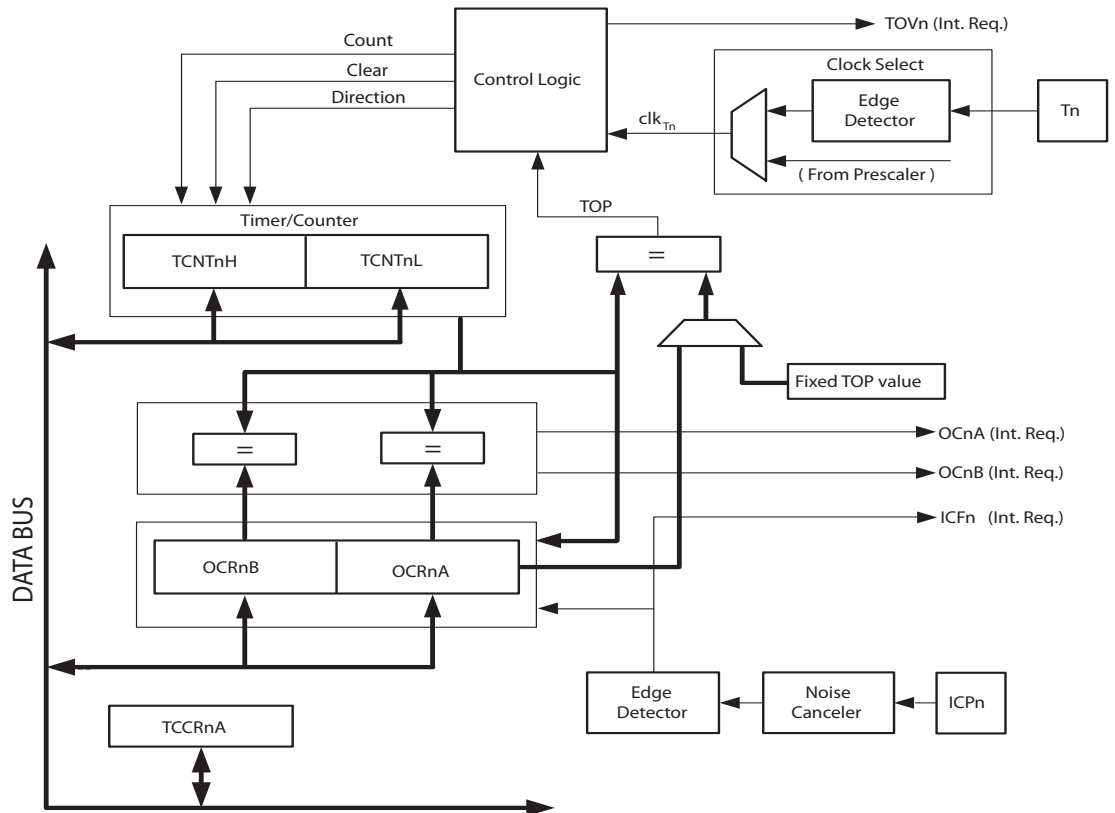 TOVn (Int. Req.)
Count
Clear
Direction
Control Logic
Clock Select
Edge
Detector
Tn
clkTn
( From Prescaler )
TOP
Timer/Counter
TCNTnH
TCNTnL
=
Fixed TOP value
=
=
OCnA (Int. Req.)
OCnB (Int. Req.)
ICFn (Int. Req.)
DATA BUS
OCRnB
OCRnA
Edge
Detector
Noise
Canceler
ICPn
TCCRnA